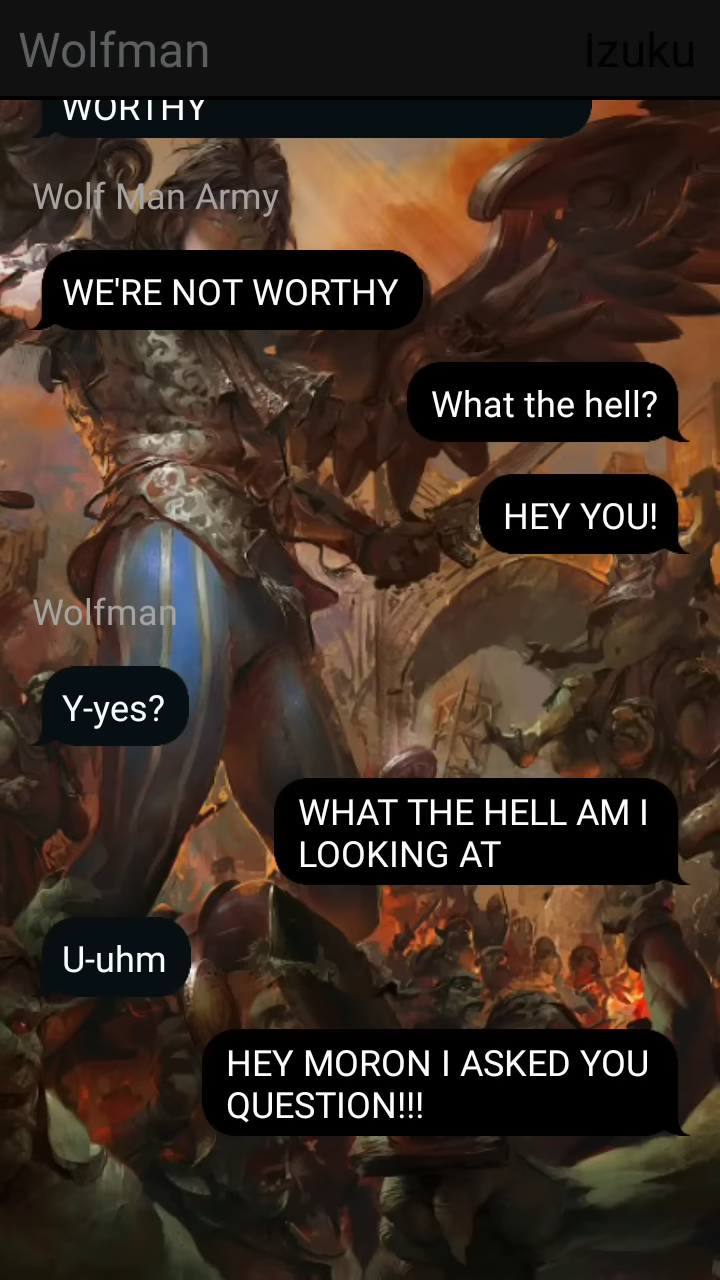 Wolfman
Izuku
WORTHY
Wolf Man Army
WE'RE NOT WORTHY
What the hell?
HEY YOU!
Wolfman
Y-yes?
WHAT THE HELL AM I
LOOKING AT
U-uhm
HEY MORON I ASKED YOU
QUESTION!!!